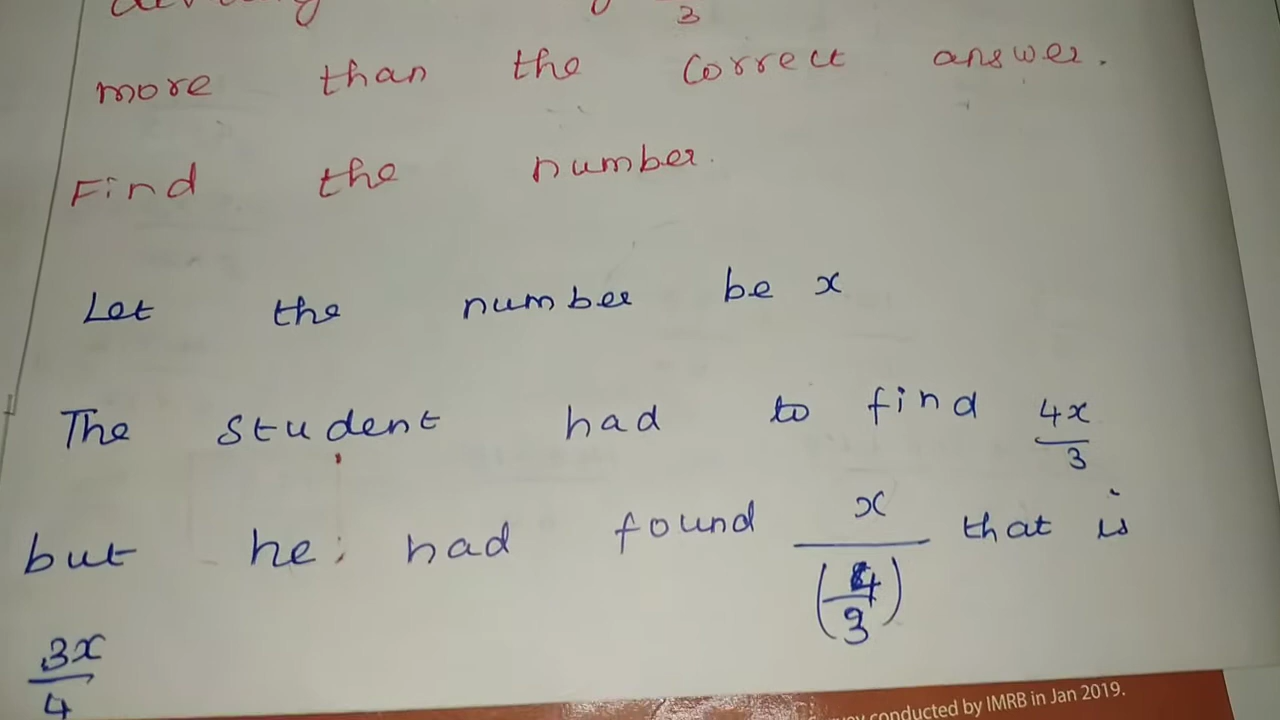 3
more than the correct answer.
Find the number.
Let the number be x
The student had to find 4x/3
but he had found x/(4/3) that is
3x/4
conducted by IMRB in Jan 2019.